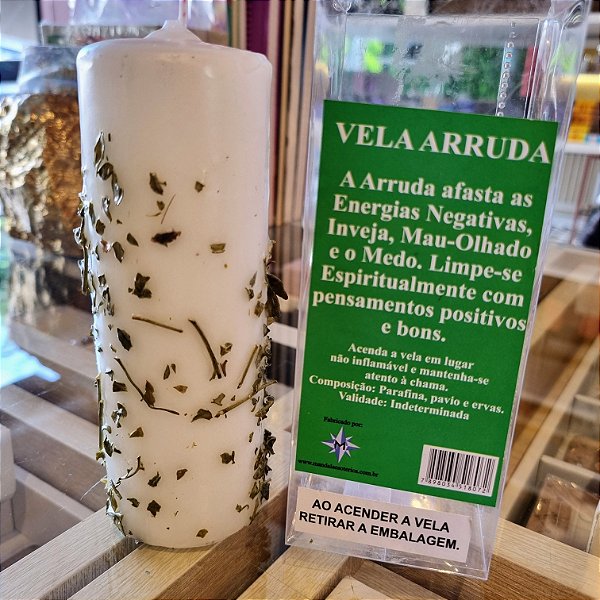 VELA ARRUDA
A Arruda afasta as
Energias Negativas,
Inveja, Mau-Olhado
e o Medo. Limpe-se
Espiritualmente com
pensamentos positivos
e bons.
Acenda a vela em lugar
não inflamável e mantenha-se
atento à chama.
Composição: Parafina, pavio e ervas.
Validade: Indeterminada
Fabricado por:
M
AO ACENDER A VELA
RETIRAR A EMBALAGEM.